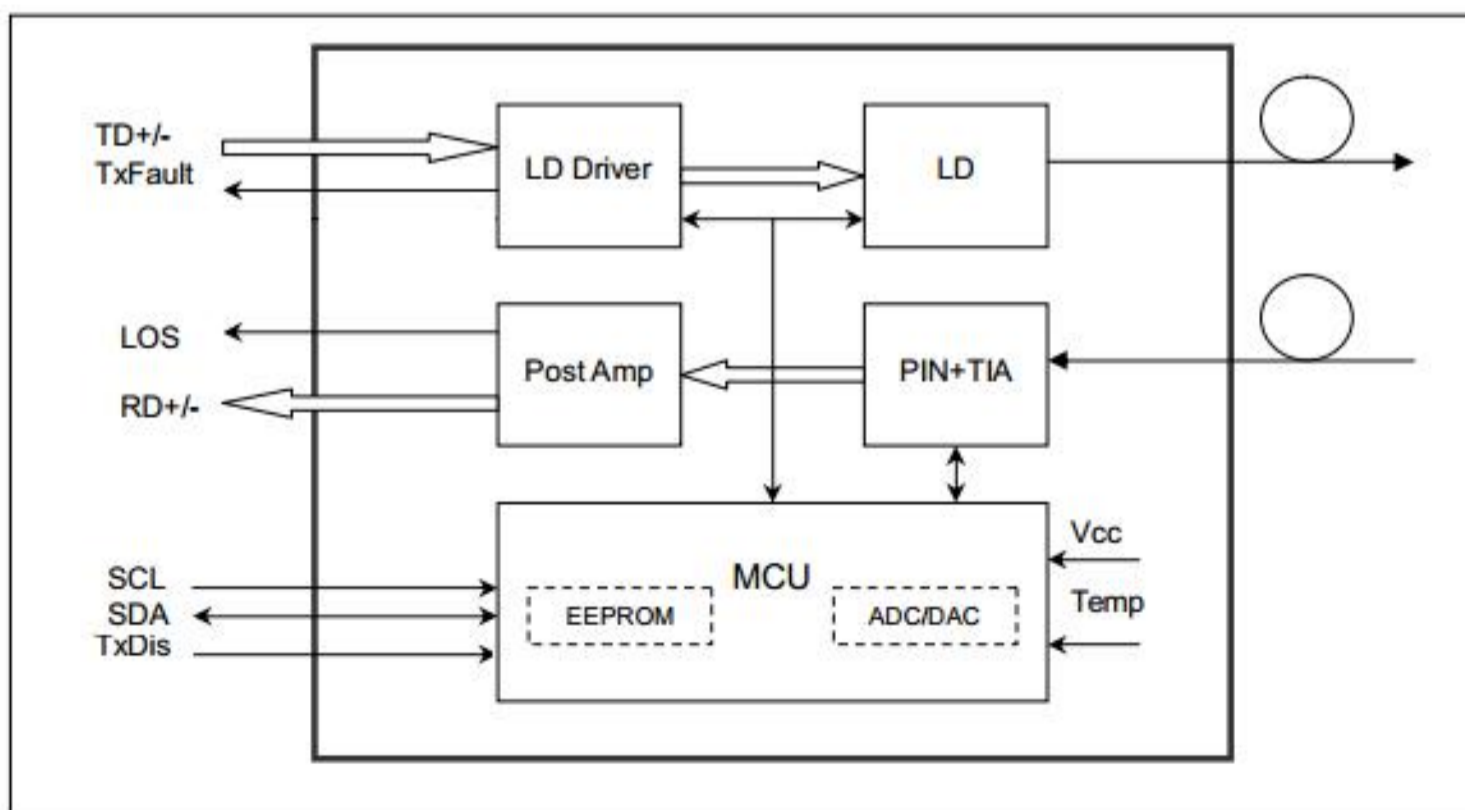 TD+/-
TxFault
LD Driver
LD
LOS
RD+/-
Post Amp
PIN+TIA
SCL
SDA
TxDis
MCU
EEPROM
ADC/DAC
Vcc
Temp